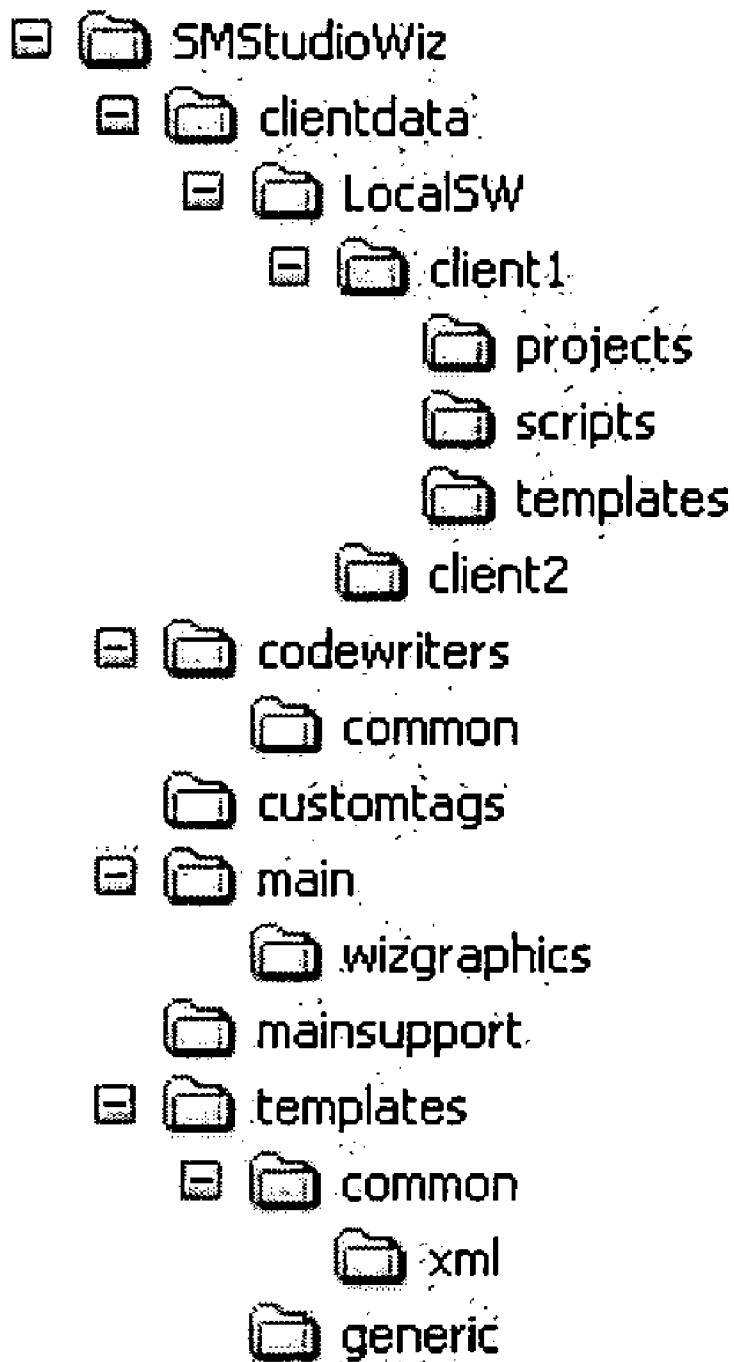 SMStudioWiz
clientdata
LocalSW
client1
projects
scripts
templates
client2
codewriters
common
customtags
main
wizgraphics
mainsupport
templates
common
xml
generic